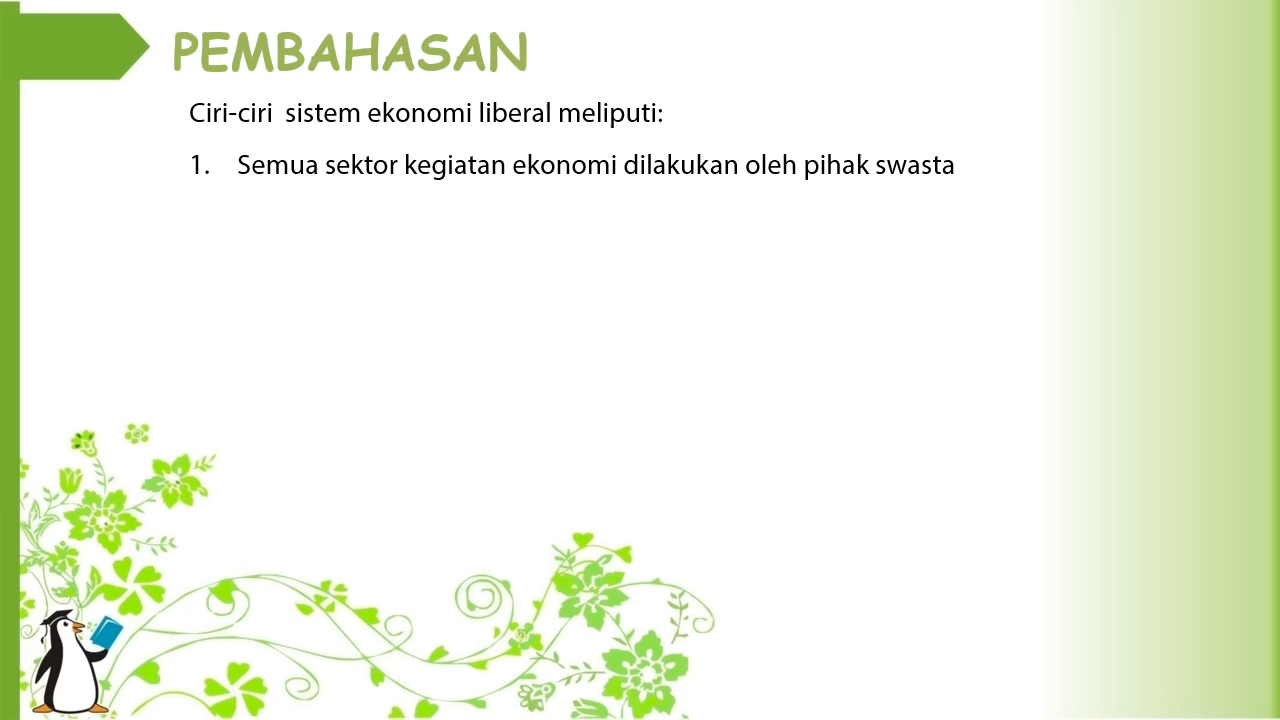 PEMBAHASAN
Ciri-ciri  sistem ekonomi liberal meliputi:
1. Semua sektor kegiatan ekonomi dilakukan oleh pihak swasta